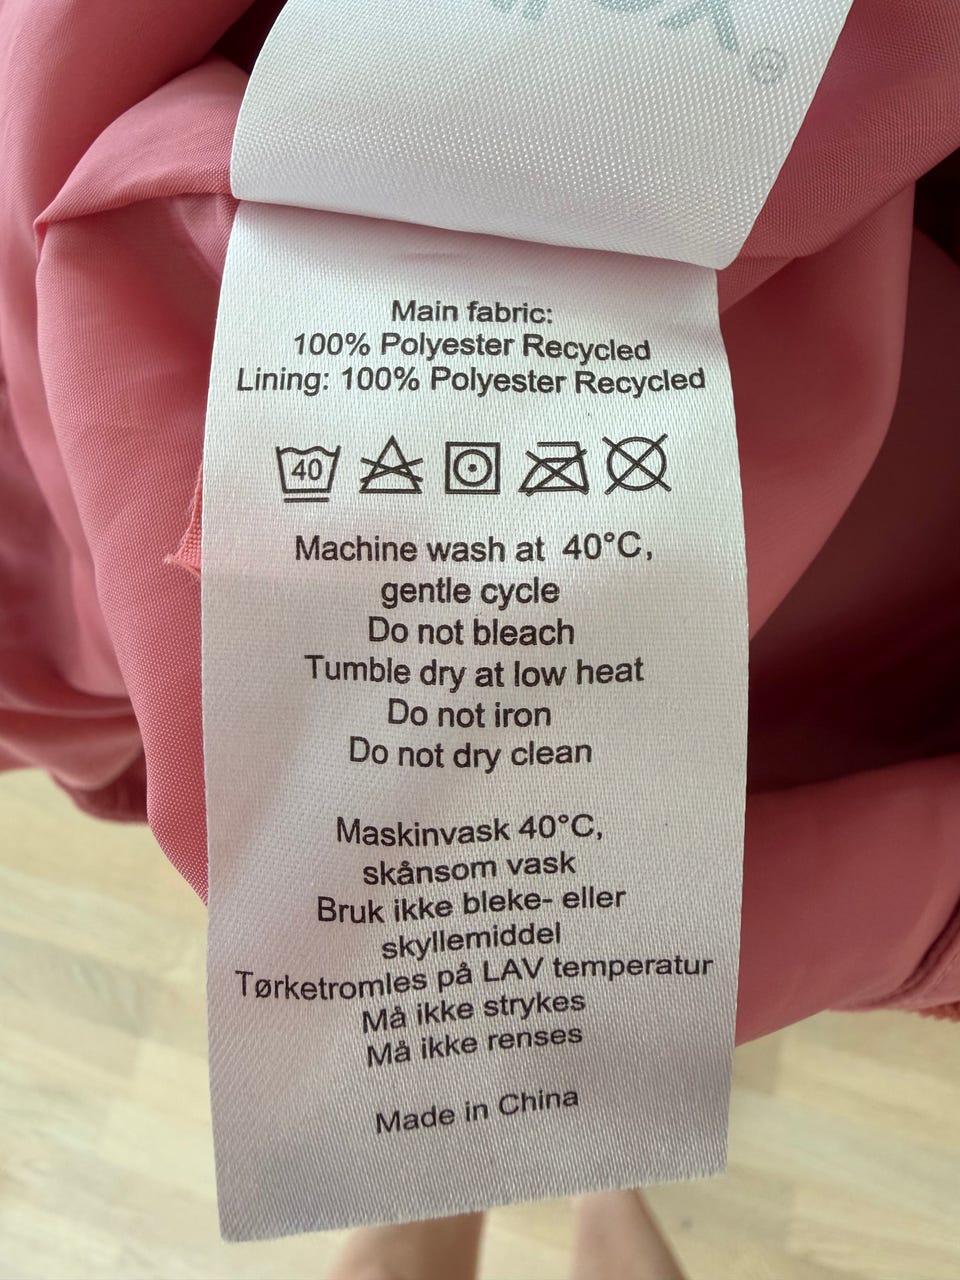 ®
Main fabric:
100% Polyester Recycled
Lining: 100% Polyester Recycled
40
Machine wash at 40°C,
gentle cycle
Do not bleach
Tumble dry at low heat
Do not iron
Do not dry clean
Maskinvask 40°C,
skånsom vask
Bruk ikke bleke- eller
skyllemiddel
Tørketromles på LAV temperatur
Må ikke strykes
Må ikke renses
Made in China